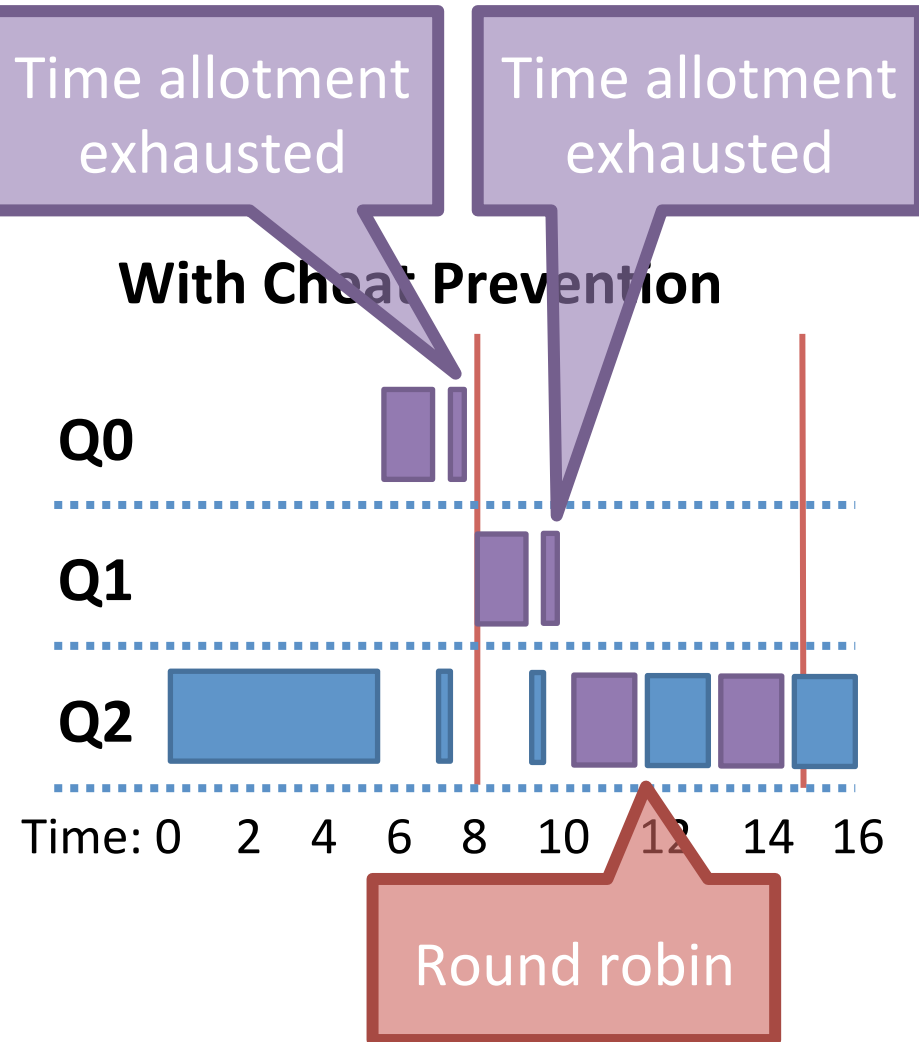 Time allotment
exhausted
Time allotment
exhausted
With Cheat Prevention
Q0
Q1
Q2
Time: 0 2 4 6 8 10 12 14 16
Round robin